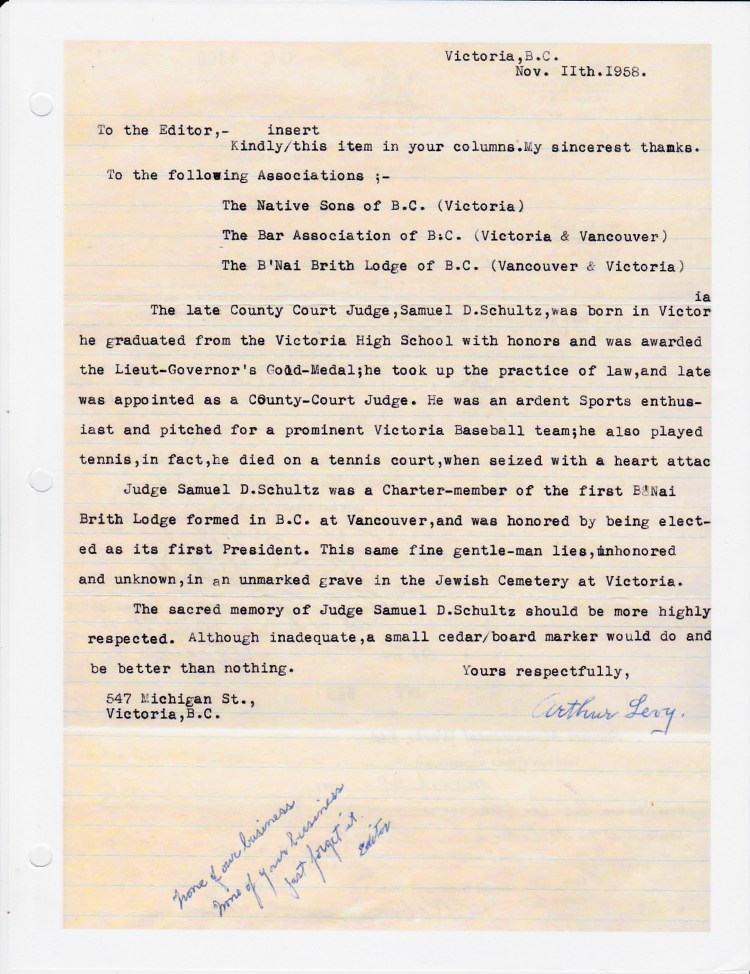 Victoria,B.C.
Nov. IIth.I958.
To the Editor,- insert
Kindly/this item in your columns.My sincerest thanks.
To the following Associations ;-
The Native Sons of B.C. (Victoria)
The Bar Association of B.C. (Victoria & Vancouver)
The B'Nai Brith Lodge of B.C. (Vancouver & Victoria)
ia
The late County Court Judge,Samuel D.Schultz,was born in Victor
he graduated from the Victoria High School with honors and was awarded
the Lieut-Governor's Gold-Medal;he took up the practice of law,and late
was appointed as a County-Court Judge. He was an ardent Sports enthus-
iast and pitched for a prominent Victoria Baseball team;he also played
tennis,in fact,he died on a tennis court,when seized with a heart attac
Judge Samuel D.Schultz was a Charter-member of the first B'Nai
Brith Lodge formed in B.C. at Vancouver,and was honored by being elect-
ed as its first President. This same fine gentle-man lies,unhonored
and unknown,in an unmarked grave in the Jewish Cemetery at Victoria.
The sacred memory of Judge Samuel D.Schultz should be more highly
respected. Although inadequate,a small cedar/board marker would do and
be better than nothing. Yours respectfully,
547 Michigan St.,
Victoria,B.C.
Arthur Levy.
None of our business
None of your business
Just forget it.
Editor